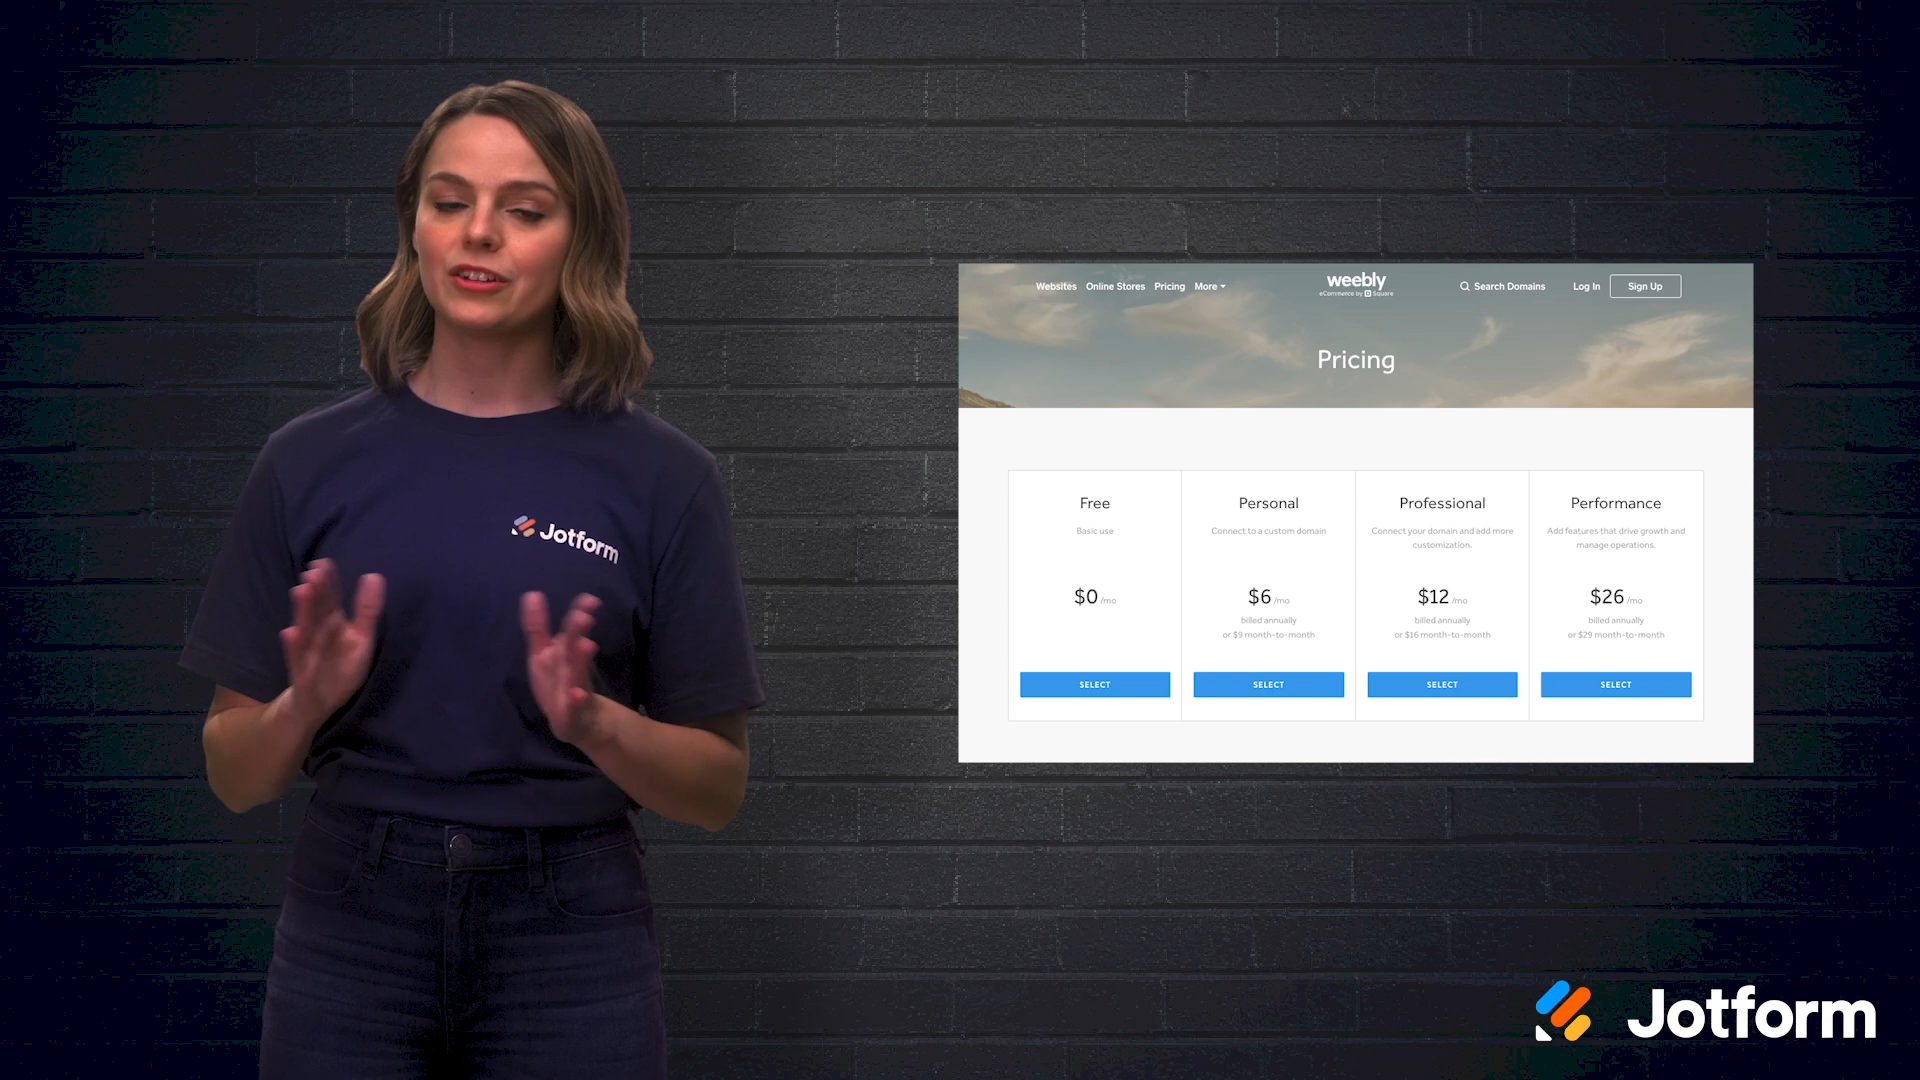 Websites Online Stores Pricing More
weebly
eCommerce by Square
Search Domains Log In Sign Up
Pricing
Free
Basic use
$0 /mo
SELECT
Personal
Connect to a custom domain
$6 /mo
billed annually
or $9 month-to-month
SELECT
Professional
Connect your domain and add more
customization.
$12 /mo
billed annually
or $16 month-to-month
SELECT
Performance
Add features that drive growth and
manage operations.
$26 /mo
billed annually
or $29 month-to-month
SELECT
Jotform
Jotform